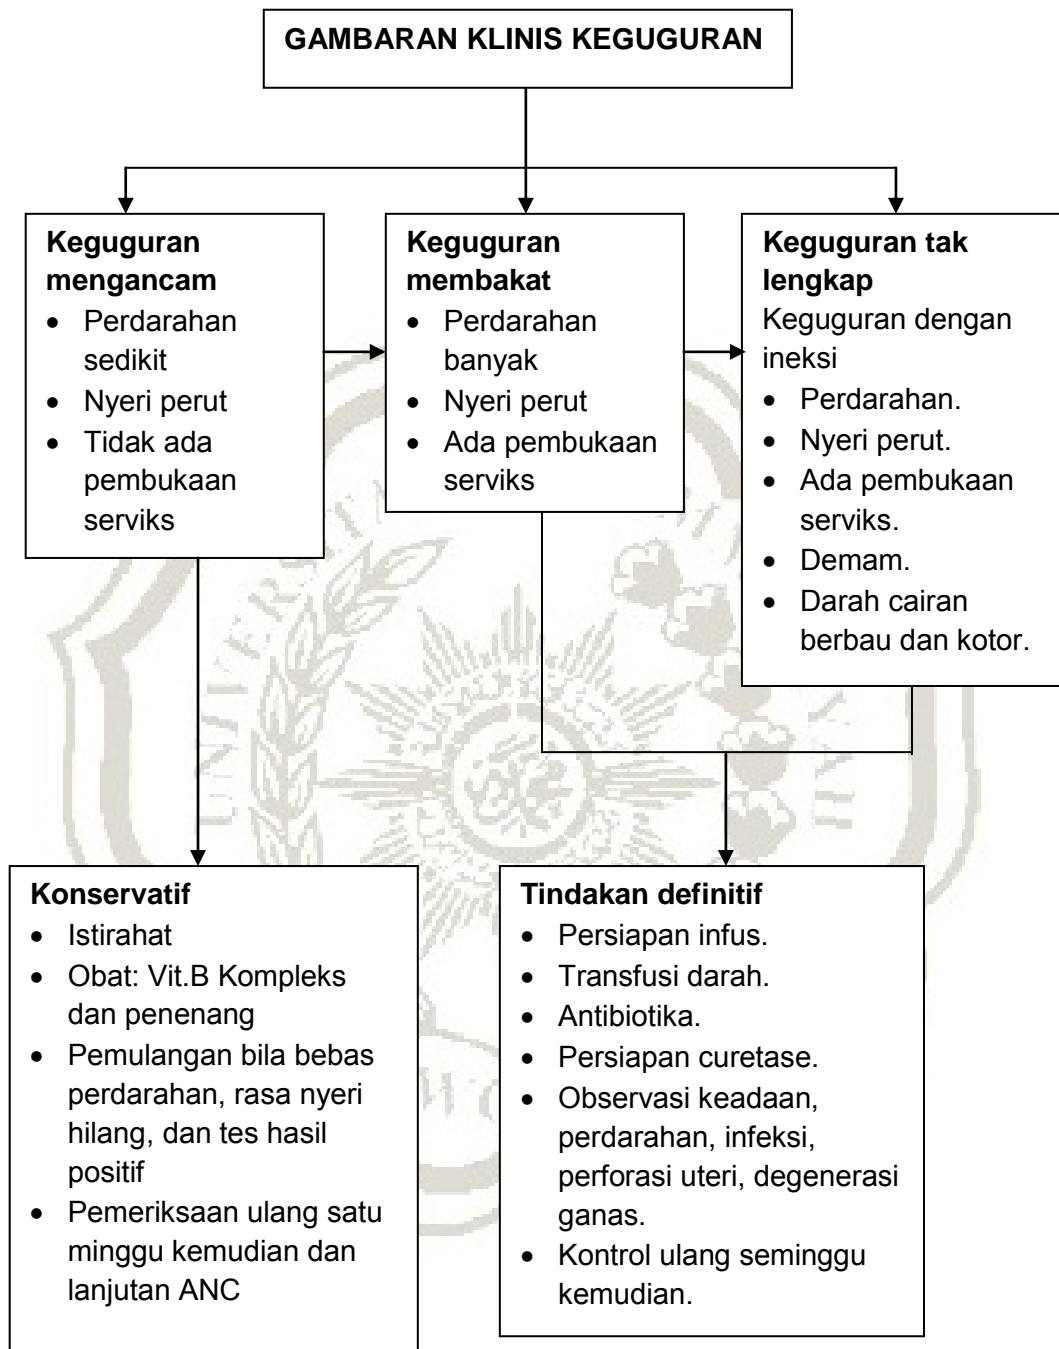 GAMBARAN KLINIS KEGUGURAN
Keguguran
mengancam
• Perdarahan
sedikit
• Nyeri perut
• Tidak ada
pembukaan
serviks
Keguguran
membakat
• Perdarahan
banyak
• Nyeri perut
• Ada pembukaan
serviks
Keguguran tak
lengkap
Keguguran dengan
ineksi
• Perdarahan.
• Nyeri perut.
• Ada pembukaan
serviks.
• Demam.
• Darah cairan
berbau dan kotor.
Konservatif
• Istirahat
• Obat: Vit.B Kompleks
dan penenang
• Pemulangan bila bebas
perdarahan, rasa nyeri
hilang, dan tes hasil
positif
• Pemeriksaan ulang satu
minggu kemudian dan
lanjutan ANC
Tindakan definitif
• Persiapan infus.
• Transfusi darah.
• Antibiotika.
• Persiapan curetase.
• Observasi keadaan,
perdarahan, infeksi,
perforasi uteri, degenerasi
ganas.
• Kontrol ulang seminggu
kemudian.